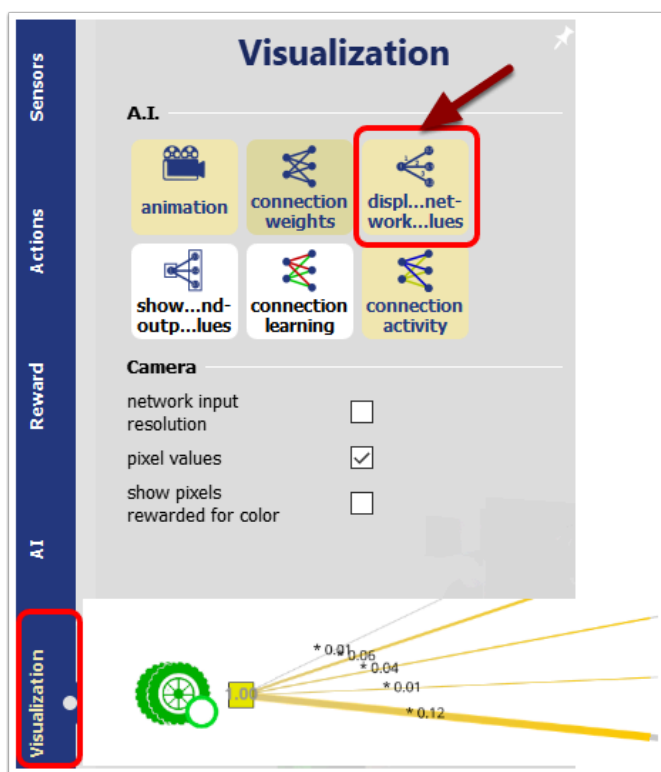 Visualization
Sensors
Actions
Reward
AI
Visualization
A.I.
animation
connection
weights
displ...net-
work...lues
show...nd-
outp...lues
connection
learning
connection
activity
Camera
network input
resolution
pixel values
show pixels
rewarded for color
1.00
* 0.01
* 0.06
* 0.04
* 0.01
* 0.12